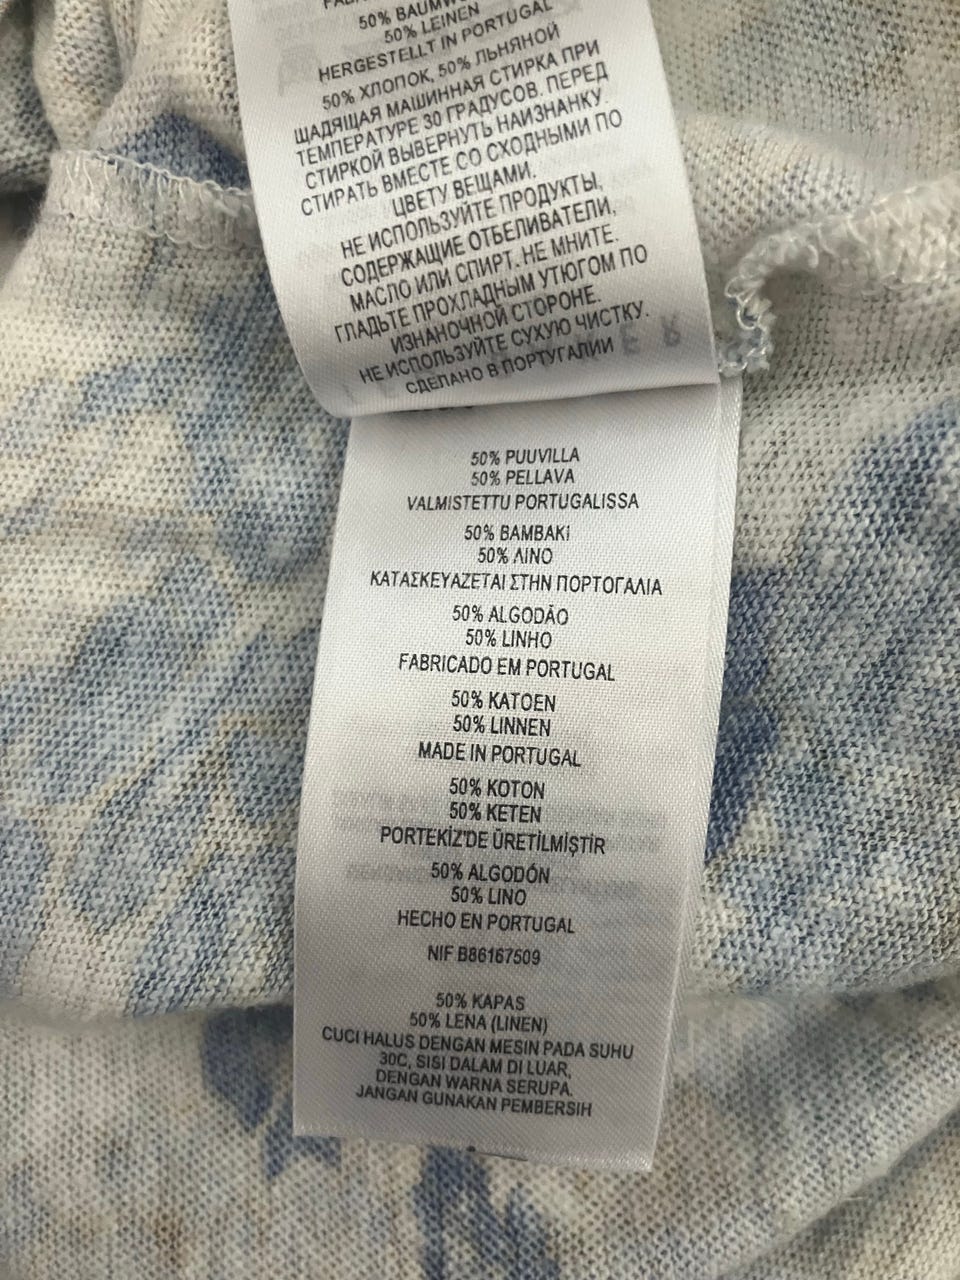 50% BAUMW
50% LEINEN
HERGESTELLT IN PORTUGAL
50% ХЛОПОК, 50% ЛЬНЯНОЙ
ЩАДЯЩАЯ МАШИННАЯ СТИРКА ПРИ
ТЕМПЕРАТУРЕ 30 ГРАДУСОВ. ПЕРЕД
СТИРКОЙ ВЫВЕРНУТЬ НАИЗНАНКУ.
СТИРАТЬ ВМЕСТЕ СО СХОДНЫМИ ПО
ЦВЕТУ ВЕЩАМИ.
НЕ ИСПОЛЬЗУЙТЕ ПРОДУКТЫ,
СОДЕРЖАЩИЕ ОТБЕЛИВАТЕЛИ,
МАСЛО ИЛИ СПИРТ. НЕ МНИТЕ.
ГЛАДЬТЕ ПРОХЛАДНЫМ УТЮГОМ ПО
ИЗНАНОЧНОЙ СТОРОНЕ.
НЕ ИСПОЛЬЗУЙТЕ СУХУЮ ЧИСТКУ.
СДЕЛАНО В ПОРТУГАЛИИ
50% PUUVILLA
50% PELLAVA
VALMISTETTU PORTUGALISSA
50% ΒΑΜΒΑΚΙ
50% ΛΙΝΟ
ΚΑΤΑΣΚΕΥΑΖΕΤΑΙ ΣΤΗΝ ΠΟΡΤΟΓΑΛΙΑ
50% ALGODÃO
50% LINHO
FABRICADO EM PORTUGAL
50% KATOEN
50% LINNEN
MADE IN PORTUGAL
50% KOTON
50% KETEN
PORTEKİZ'DE ÜRETİLMİŞTİR
50% ALGODÓN
50% LINO
HECHO EN PORTUGAL
NIF B86167509
50% KAPAS
50% LENA (LINEN)
CUCI HALUS DENGAN MESIN PADA SUHU
30C, SISI DALAM DI LUAR,
DENGAN WARNA SERUPA.
JANGAN GUNAKAN PEMBERSIH